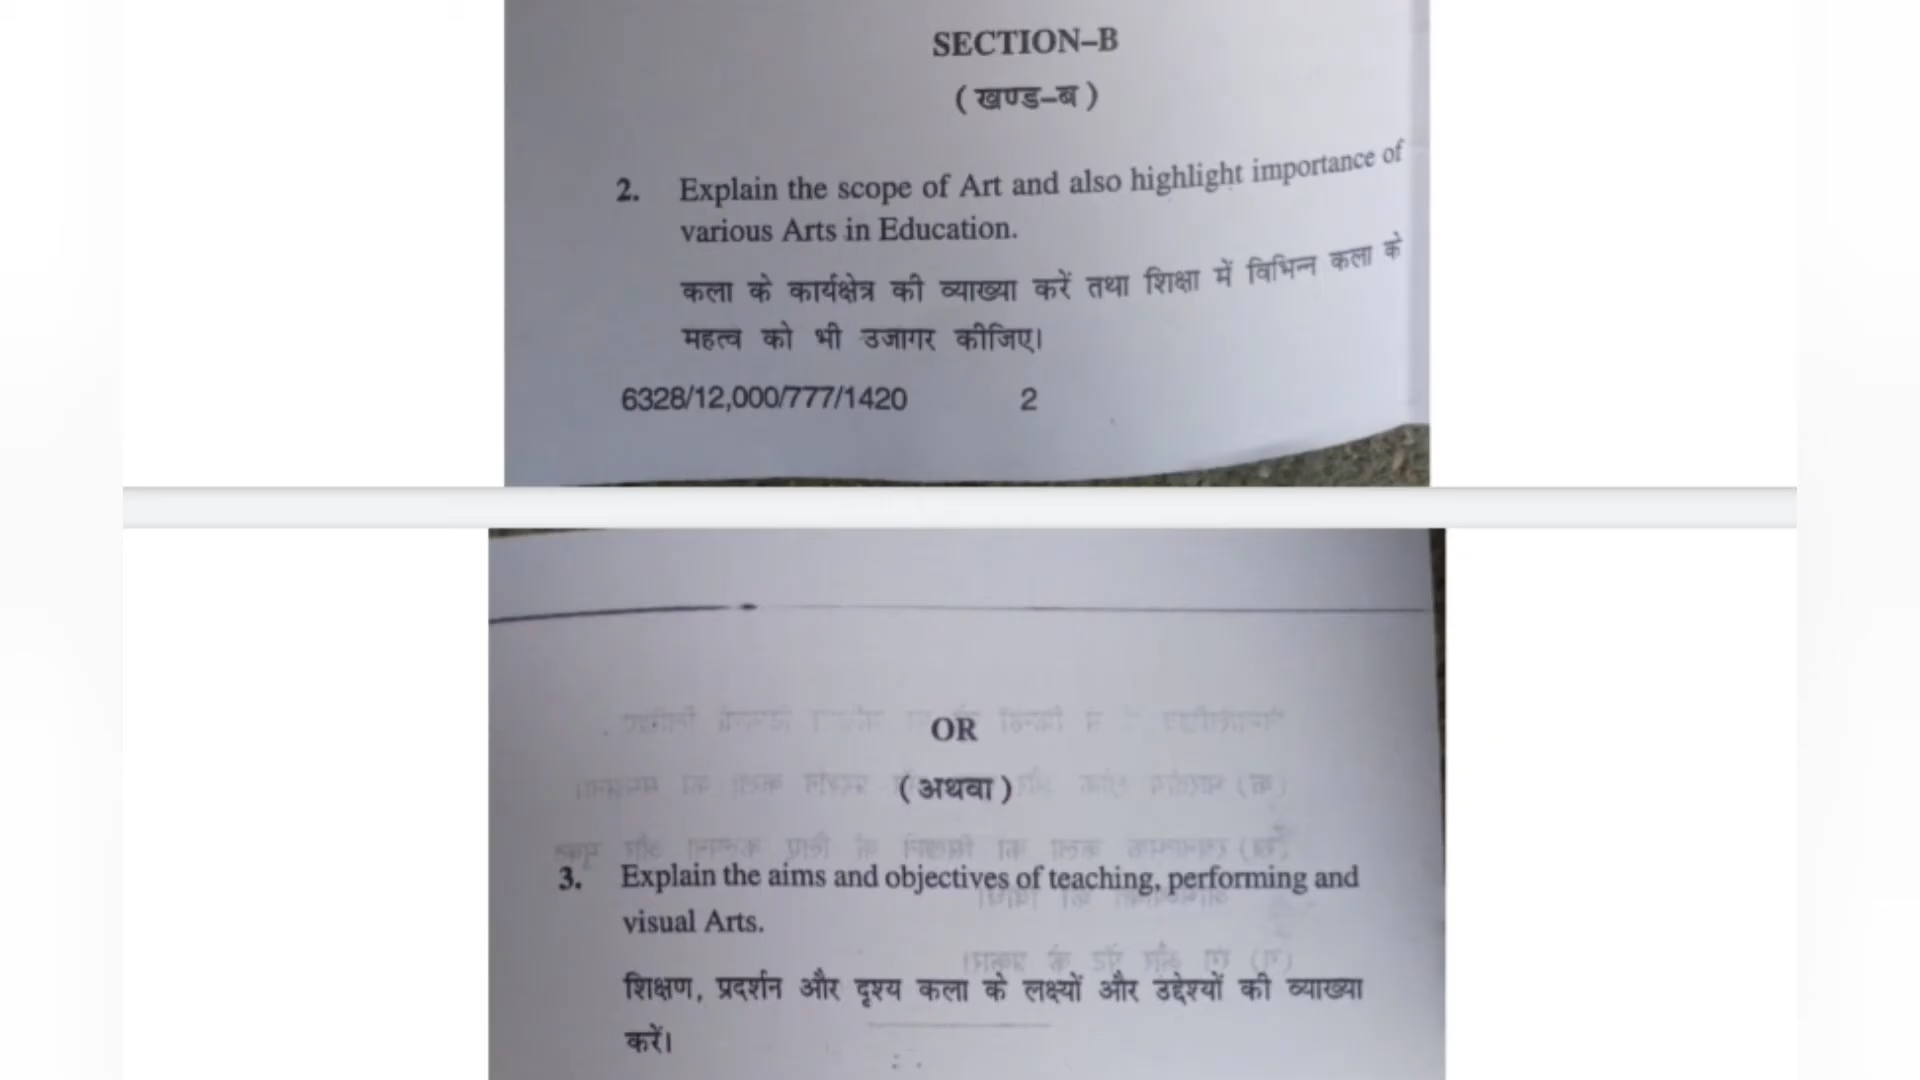 SECTION–B
(खण्ड–ब)
2. Explain the scope of Art and also highlight importance of
various Arts in Education.
कला के कार्यक्षेत्र की व्याख्या करें तथा शिक्षा में विभिन्न कला के
महत्व को भी उजागर कीजिए।
6328/12,000/777/1420 2
OR
(अथवा)
3. Explain the aims and objectives of teaching, performing and
visual Arts.
शिक्षण, प्रदर्शन और दृश्य कला के लक्ष्यों और उद्देश्यों की व्याख्या
करें।